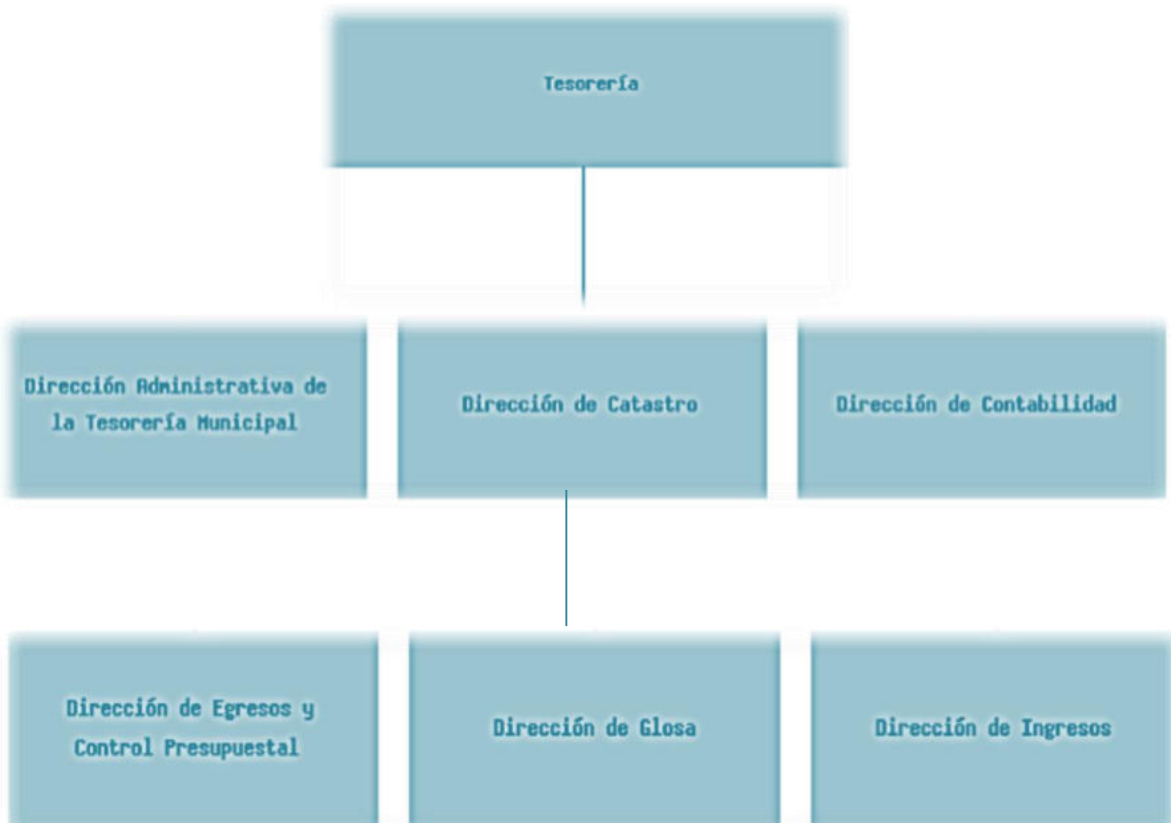 Tesorería
Dirección Administrativa de
la Tesorería Municipal
Dirección de Catastro
Dirección de Contabilidad
Dirección de Egresos y
Control Presupuestal
Dirección de Glosa
Dirección de Ingresos